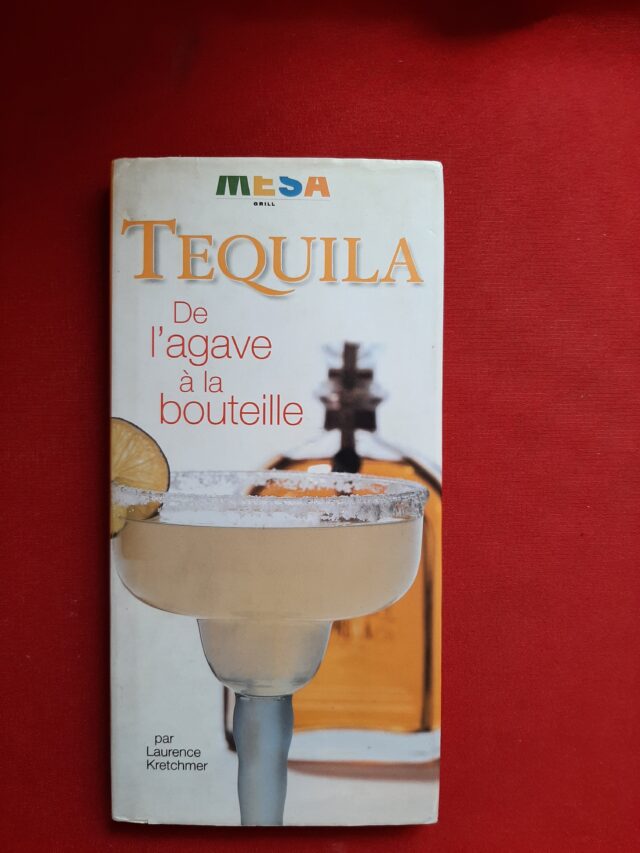 MESA
GRILL
TEQUILA
De
l'agave
à la
bouteille
par
Laurence
Kretchmer